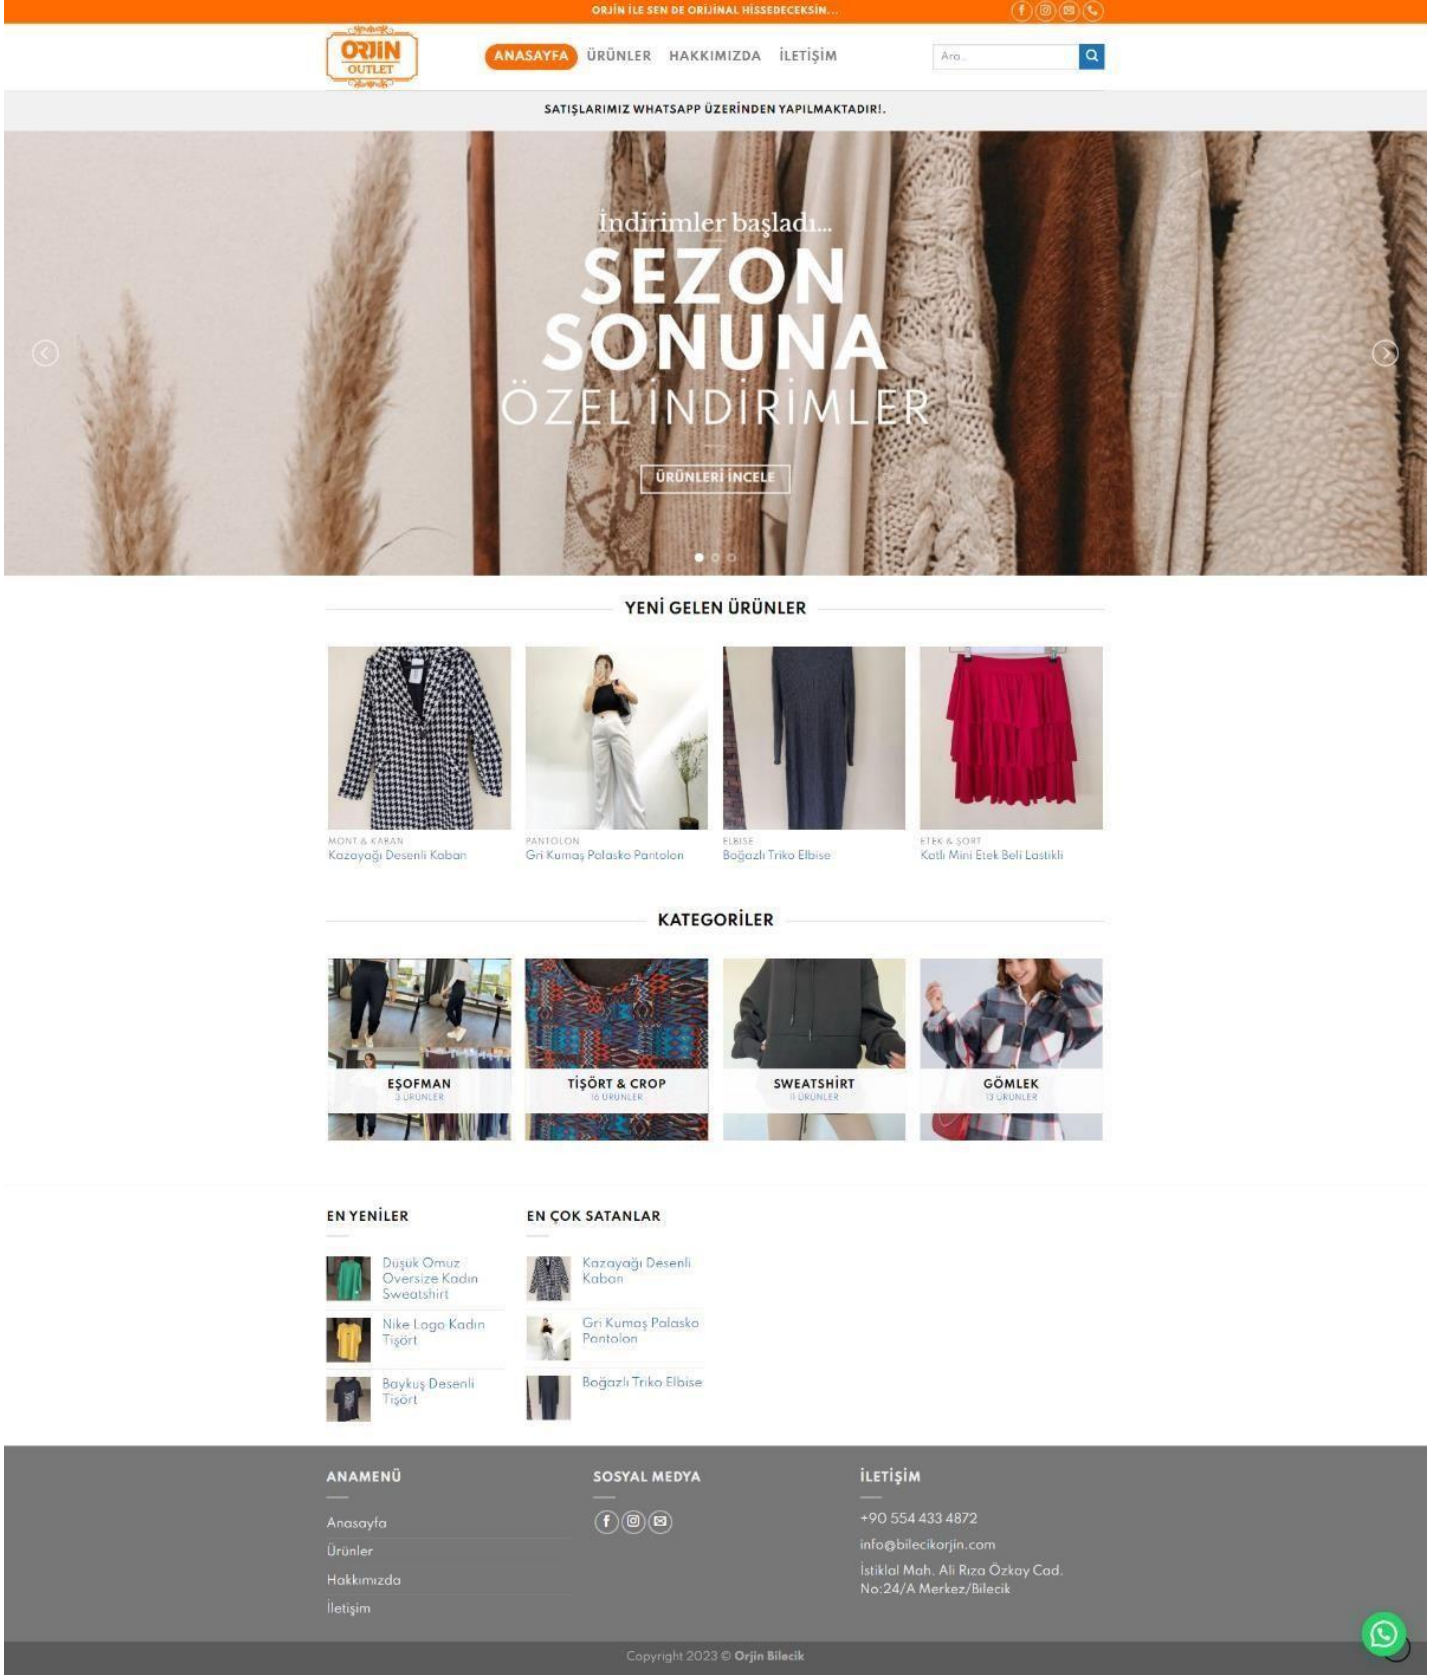 ORJİN İLE SEN DE ORİJİNAL HİSSEDECEKSİN...
ORJİN
OUTLET
ANASAYFA ÜRÜNLER HAKKIMIZDA İLETİŞİM
Ara..
SATIŞLARIMIZ WHATSAPP ÜZERİNDEN YAPILMAKTADIR!.
İndirimler başladı...
SEZON
SONUNA
ÖZEL İNDİRİMLER
ÜRÜNLERİ İNCELE
YENİ GELEN ÜRÜNLER
MONT & KABAN
Kazayağı Desenli Kaban
PANTOLON
Gri Kumaş Palasko Pantolon
ELBISE
Boğazlı Triko Elbise
ETEK & ŞORT
Katlı Mini Etek Beli Lastikli
KATEGORİLER
EŞOFMAN
3 ÜRÜNLER
TİŞÖRT & CROP
16 ÜRÜNLER
SWEATSHİRT
11 ÜRÜNLER
GÖMLEK
13 ÜRÜNLER
EN YENİLER
Düşük Omuz
Oversize Kadın
Sweatshirt
Nike Logo Kadın
Tişört
Baykuş Desenli
Tişört
EN ÇOK SATANLAR
Kazayağı Desenli
Kaban
Gri Kumaş Palasko
Pantolon
Boğazlı Triko Elbise
ANAMENÜ
Anasayfa
Ürünler
Hakkımızda
İletişim
SOSYAL MEDYA
İLETİŞİM
+90 554 433 4872
info@bilecikorjin.com
İstiklal Mah. Ali Rıza Özkay Cad.
No:24/A Merkez/Bilecik
Copyright 2023 © Orjin Bilecik